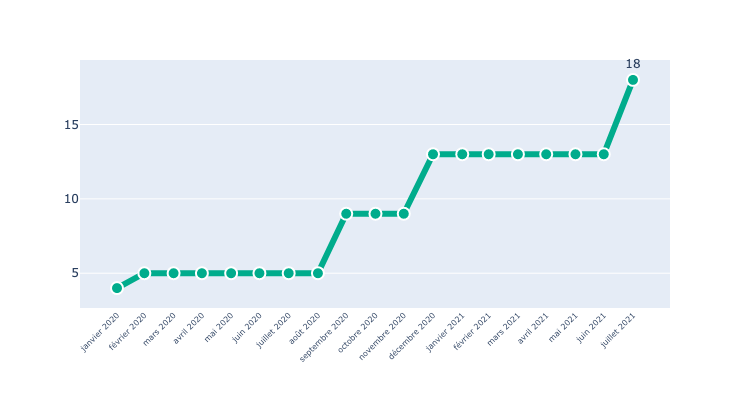 18
15
10
5
janvier 2020
février 2020
mars 2020
avril 2020
mai 2020
juin 2020
juillet 2020
août 2020
septembre 2020
octobre 2020
novembre 2020
décembre 2020
janvier 2021
février 2021
mars 2021
avril 2021
mai 2021
juin 2021
juillet 2021